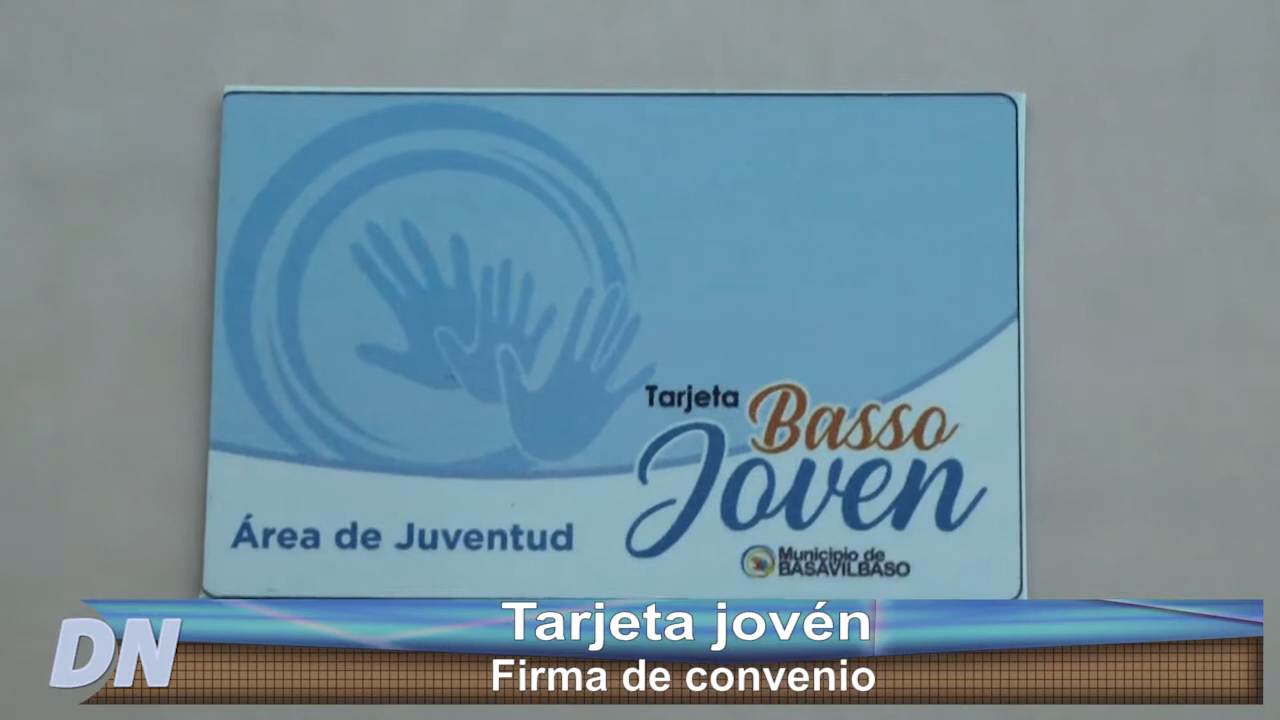 Tarjeta
Basso
Joven
Área de Juventud
Municipio de
BASAVILBASO
DN
Tarjeta jovén
Firma de convenio